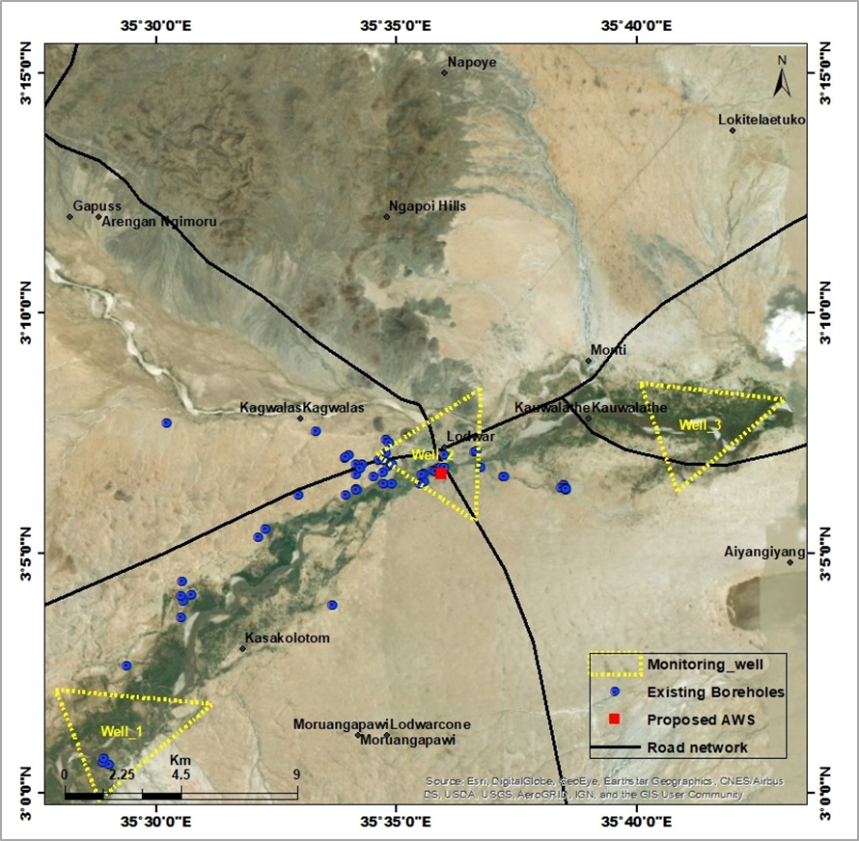 35°30'0"E 35°35'0"E 35°40'0"E
3°15'0"N
3°15'0"N
N
Napoye
Lokitelaetuko
Gapuss
Arengan Ngimoru
Ngapoi Hills
3°10'0"N
3°10'0"N
Monti
KagwalasKagwalas
KauwalatheKauwalathe
Well_3
Lodwar
Well_2
3°5'0"N
3°5'0"N
Aiyangiyang
Kasakolotom
Monitoring_well
Existing Boreholes
Proposed AWS
Road network
MoruangapawiLodwarcone
Moruangapawi
Well_1
Km
0 2.25 4.5 9
Source: Esri, DigitalGlobe, GeoEye, Earthstar Geographics, CNES/Airbus
DS, USDA, USGS, AeroGRID, IGN, and the GIS User Community
3°0'0"N
3°0'0"N
35°30'0"E 35°35'0"E 35°40'0"E